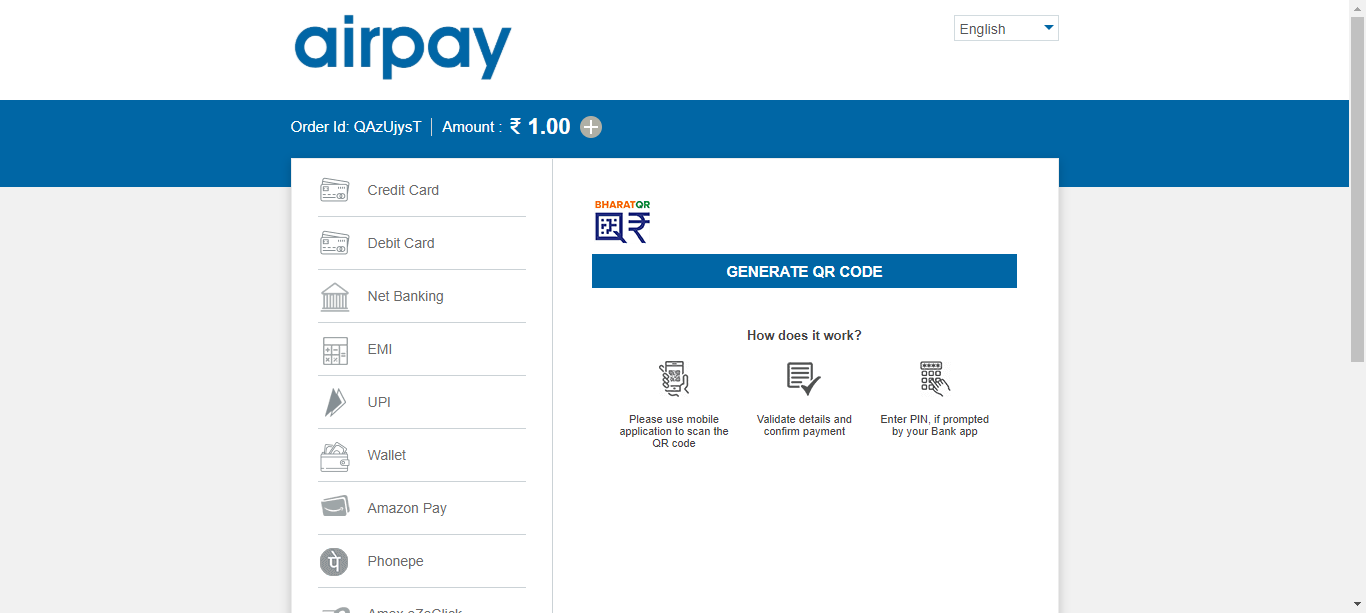 airpay
English
Order Id: QAzUjysT
Amount : ₹ 1.00
Credit Card
Debit Card
Net Banking
EMI
UPI
Wallet
Amazon Pay
Phonepe
Amex eZeClick
BHARATQR
GENERATE QR CODE
How does it work?
Please use mobile
application to scan the
QR code
Validate details and
confirm payment
Enter PIN, if prompted
by your Bank app